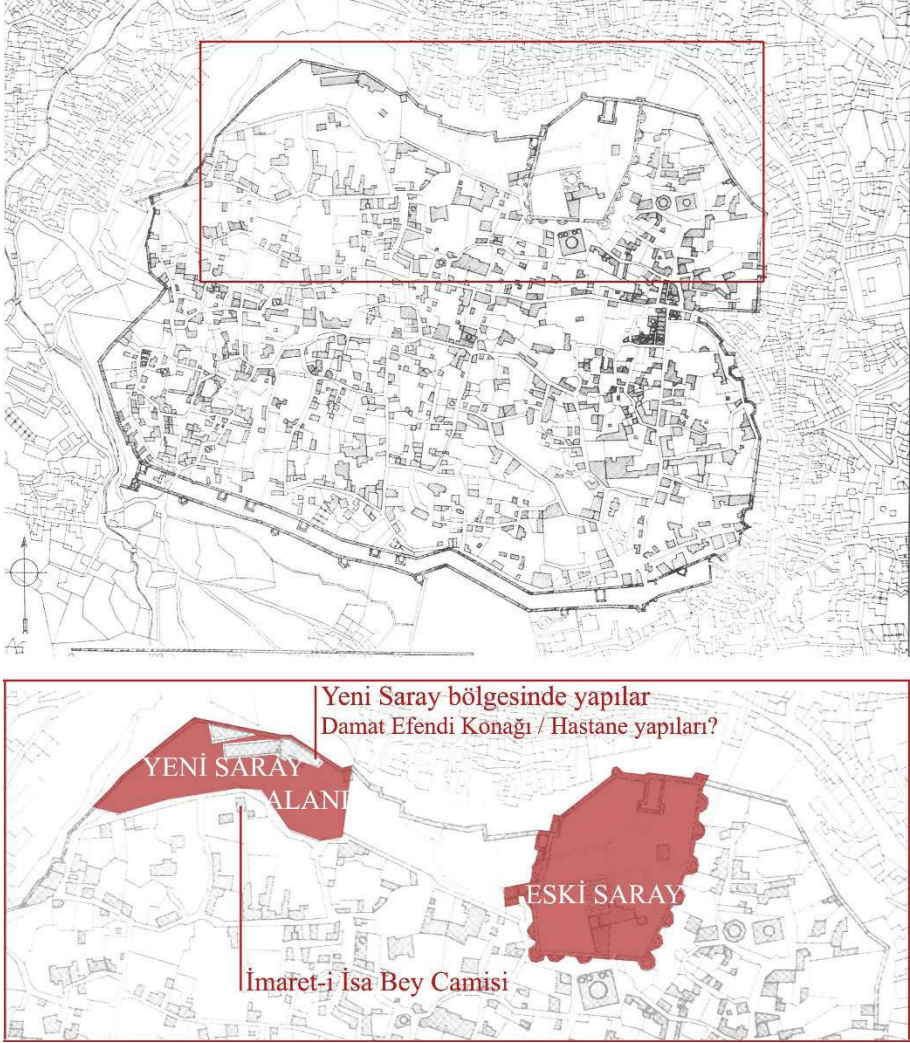 Yeni Saray bölgesinde yapılar
Damat Efendi Konağı / Hastane yapıları?
YENİ SARAY
ALANI
ESKİ SARAY
İmaret-i İsa Bey Camisi